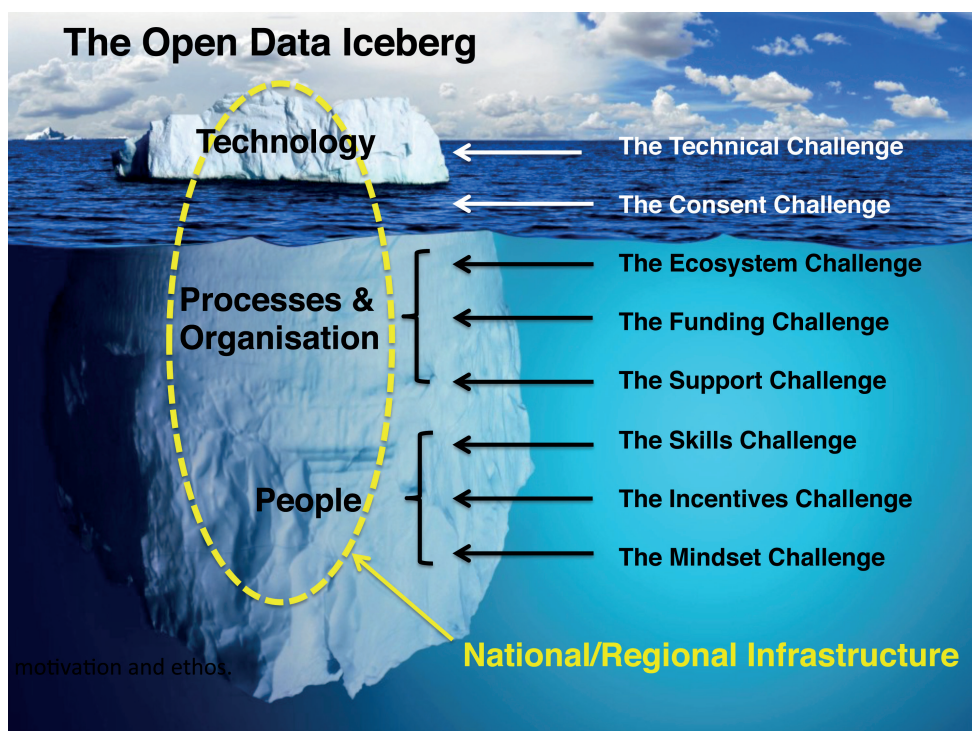 The Open Data Iceberg
Technology
The Technical Challenge
The Consent Challenge
The Ecosystem Challenge
Processes &
Organisation
The Funding Challenge
The Support Challenge
The Skills Challenge
People
The Incentives Challenge
The Mindset Challenge
National/Regional Infrastructure
motivation and ethos.